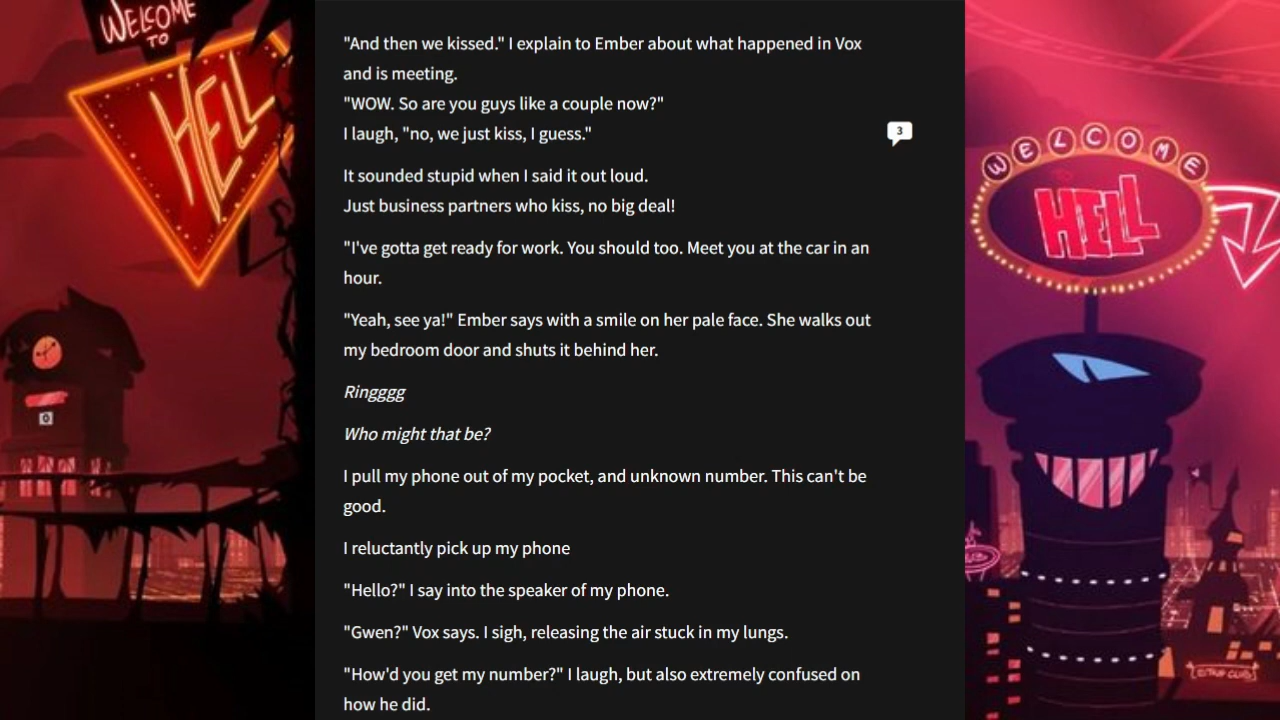 WELCOME
TO
HELL
"And then we kissed." I explain to Ember about what happened in Vox
and is meeting.
"WOW. So are you guys like a couple now?"
I laugh, "no, we just kiss, I guess."
3
It sounded stupid when I said it out loud.
Just business partners who kiss, no big deal!
"I've gotta get ready for work. You should too. Meet you at the car in an
hour.
"Yeah, see ya!" Ember says with a smile on her pale face. She walks out
my bedroom door and shuts it behind her.
Ringggg
Who might that be?
I pull my phone out of my pocket, and unknown number. This can't be
good.
I reluctantly pick up my phone
"Hello?" I say into the speaker of my phone.
"Gwen?" Vox says. I sigh, releasing the air stuck in my lungs.
"How'd you get my number?" I laugh, but also extremely confused on
how he did.
WELCOME
HELL